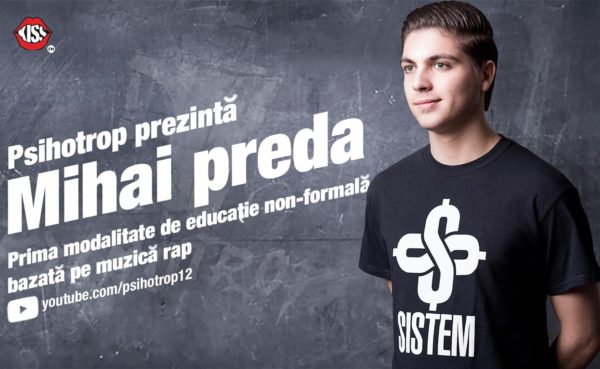 KISS
FM
Psihotrop prezintă
Mihai preda
Prima modalitate de educație non-formală
bazată pe muzică rap
youtube.com/psihotrop12
SISTEM